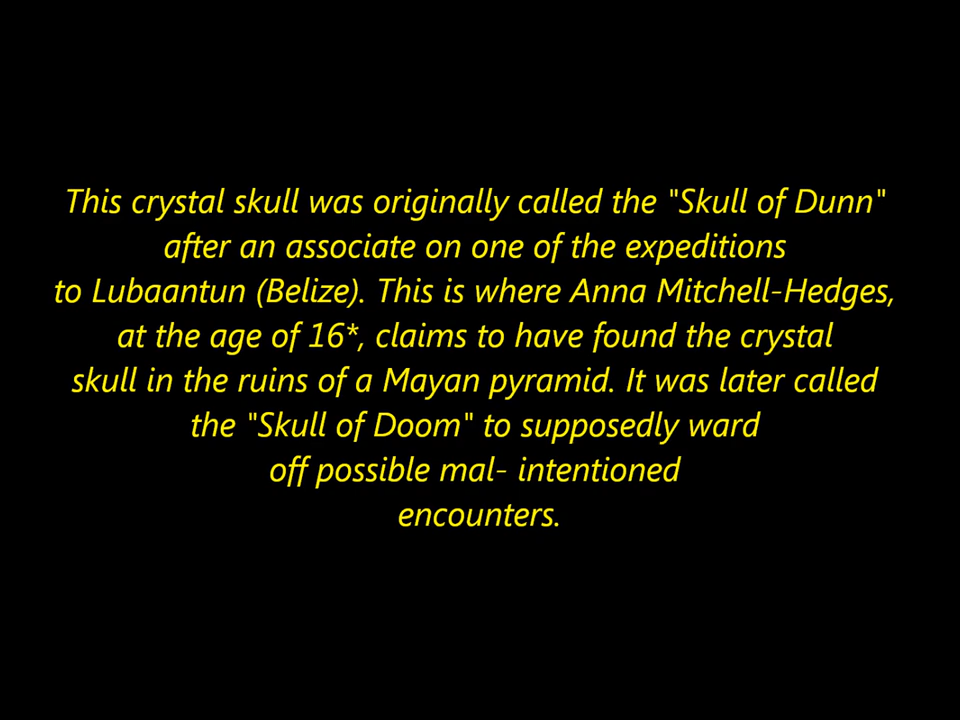 This crystal skull was originally called the "Skull of Dunn"
after an associate on one of the expeditions
to Lubaantun (Belize). This is where Anna Mitchell-Hedges,
at the age of 16*, claims to have found the crystal
skull in the ruins of a Mayan pyramid. It was later called
the "Skull of Doom" to supposedly ward
off possible mal- intentioned
encounters.